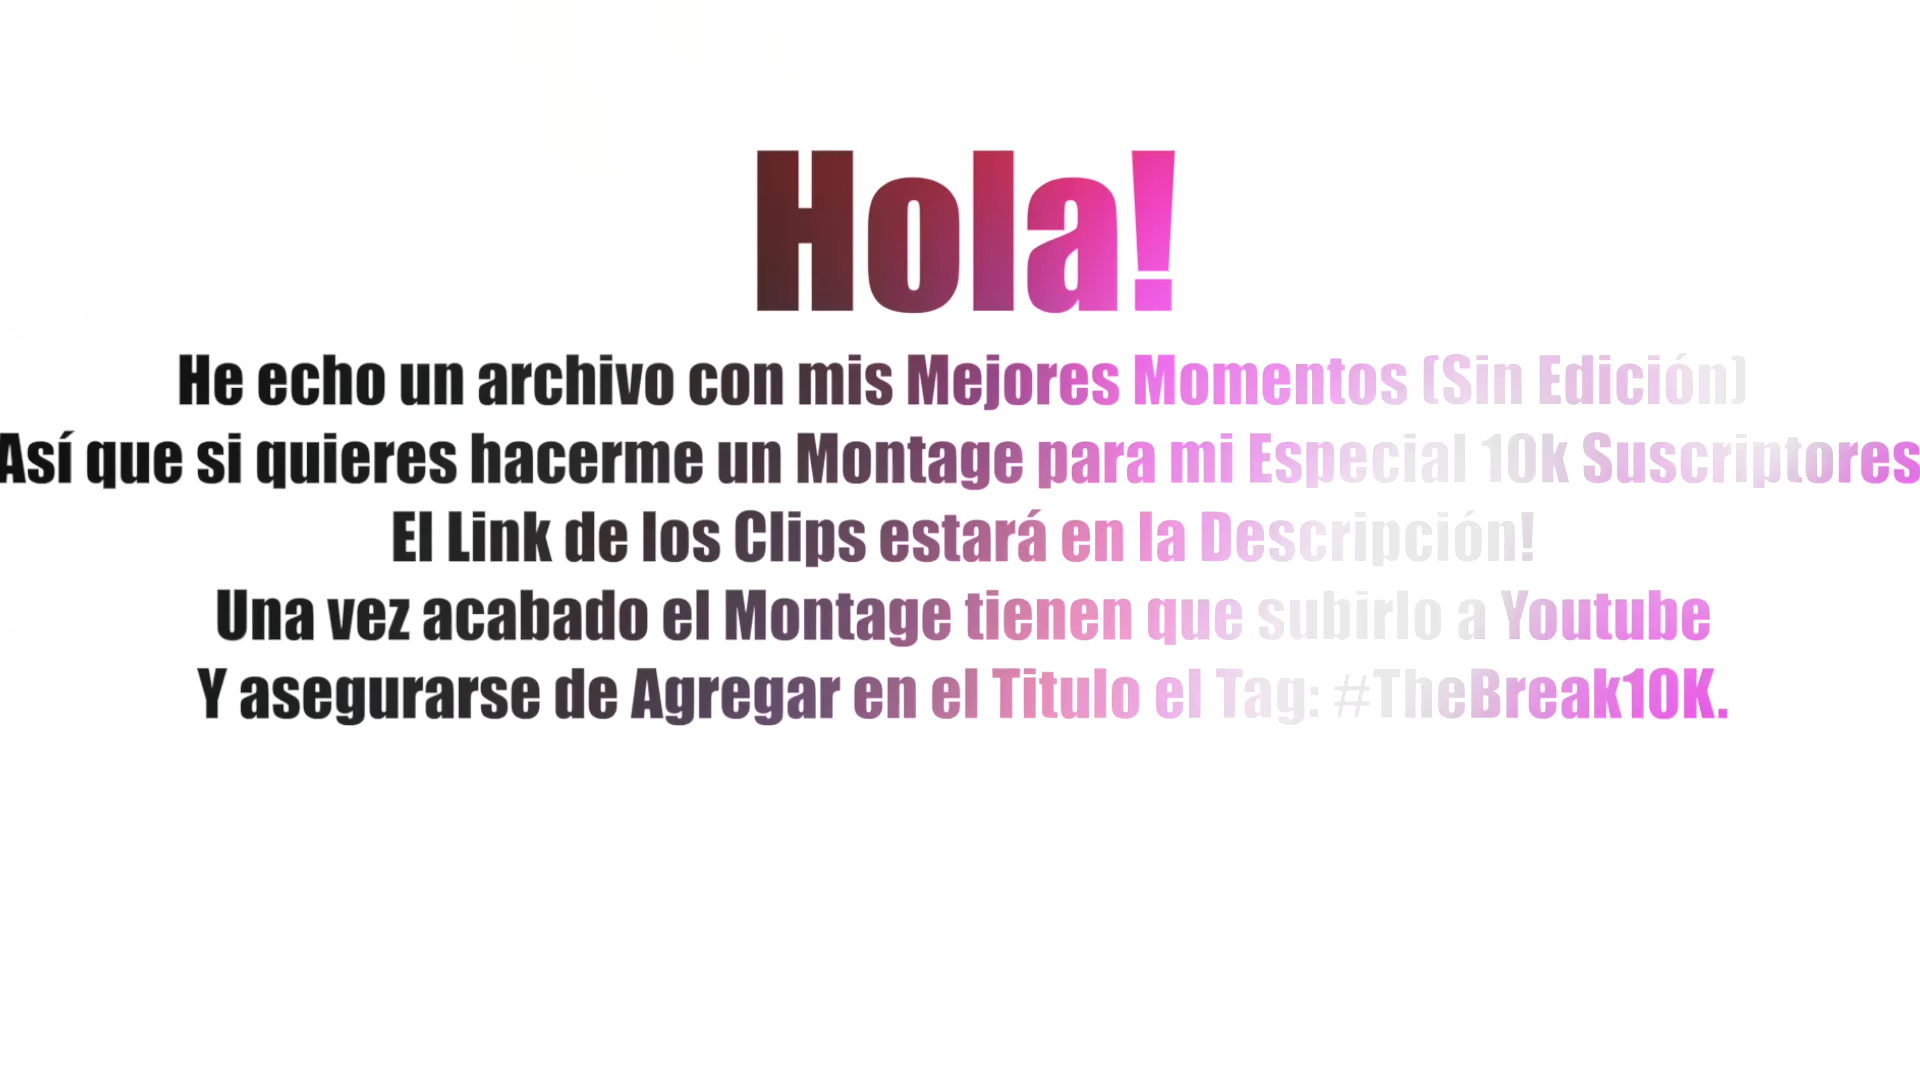 Hola!
He echo un archivo con mis Mejores Momentos (Sin Edición)
Así que si quieres hacerme un Montage para mi Especial 10k Suscriptores
El Link de los Clips estará en la Descripción!
Una vez acabado el Montage tienen que subirlo a Youtube
Y asegurarse de Agregar en el Titulo el Tag: #TheBreak10K.